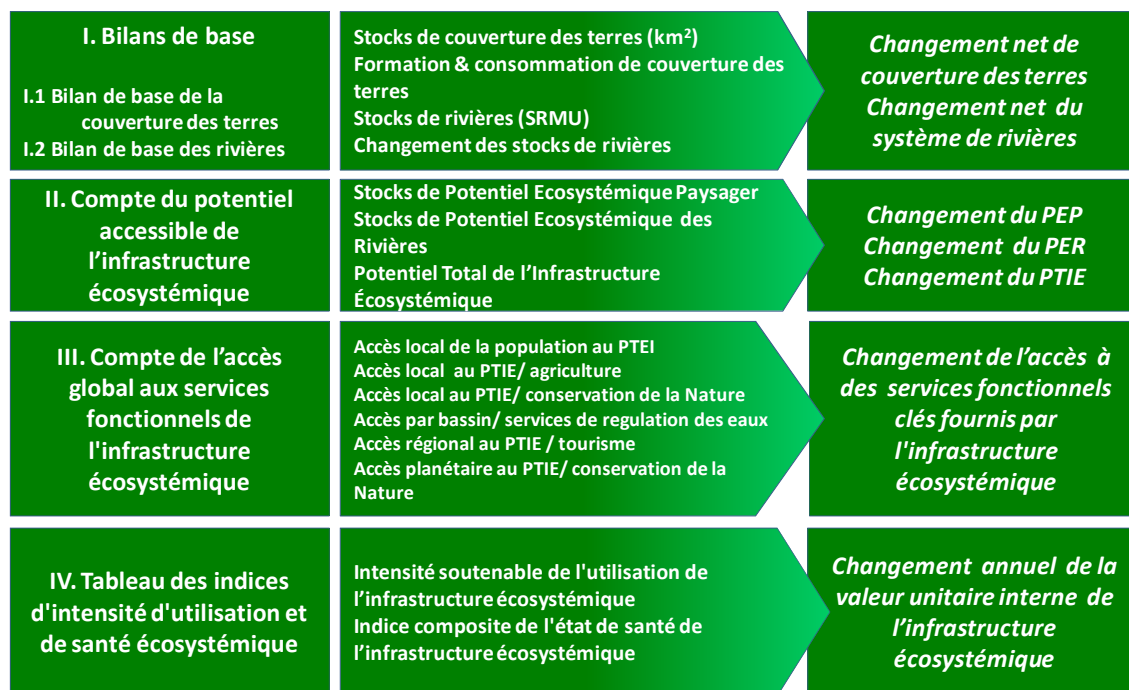 I. Bilans de base
I.1 Bilan de base de la
couverture des terres
I.2 Bilan de base des rivières
Stocks de couverture des terres (km²)
Formation & consommation de couverture des
terres
Stocks de rivières (SRMU)
Changement des stocks de rivières
Changement net de
couverture des terres
Changement net du
système de rivières
II. Compte du potentiel
accessible de
l’infrastructure
écosystémique
Stocks de Potentiel Ecosystémique Paysager
Stocks de Potentiel Ecosystémique des
Rivières
Potentiel Total de l’Infrastructure
Écosystémique
Changement du PEP
Changement du PER
Changement du PTIE
III. Compte de l’accès
global aux services
fonctionnels de
l'infrastructure
écosystémique
Accès local de la population au PTEI
Accès local au PTIE/ agriculture
Accès local au PTIE/ conservation de la Nature
Accès par bassin/ services de regulation des eaux
Accès régional au PTIE / tourisme
Accès planétaire au PTIE/ conservation de la
Nature
Changement de l’accès à
des services fonctionnels
clés fournis par
l'infrastructure
écosystémique
IV. Tableau des indices
d'intensité d'utilisation et
de santé écosystémique
Intensité soutenable de l'utilisation de
l’infrastructure écosystémique
Indice composite de l'état de santé de
l’infrastructure écosystémique
Changement annuel de la
valeur unitaire interne de
l’infrastructure
écosystémique